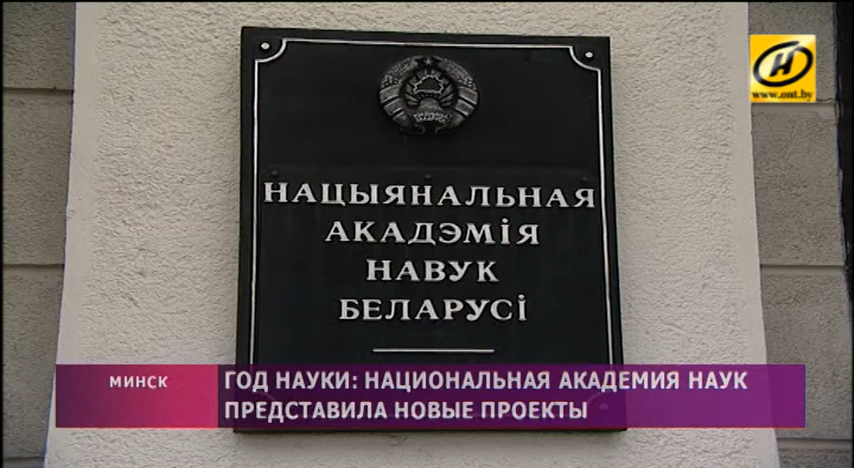 www.ont.by
НАЦЫЯНАЛЬНАЯ
АКАДЭМІЯ
НАВУК
БЕЛАРУСІ
МИНСК
ГОД НАУКИ: НАЦИОНАЛЬНАЯ АКАДЕМИЯ НАУК
ПРЕДСТАВИЛА НОВЫЕ ПРОЕКТЫ